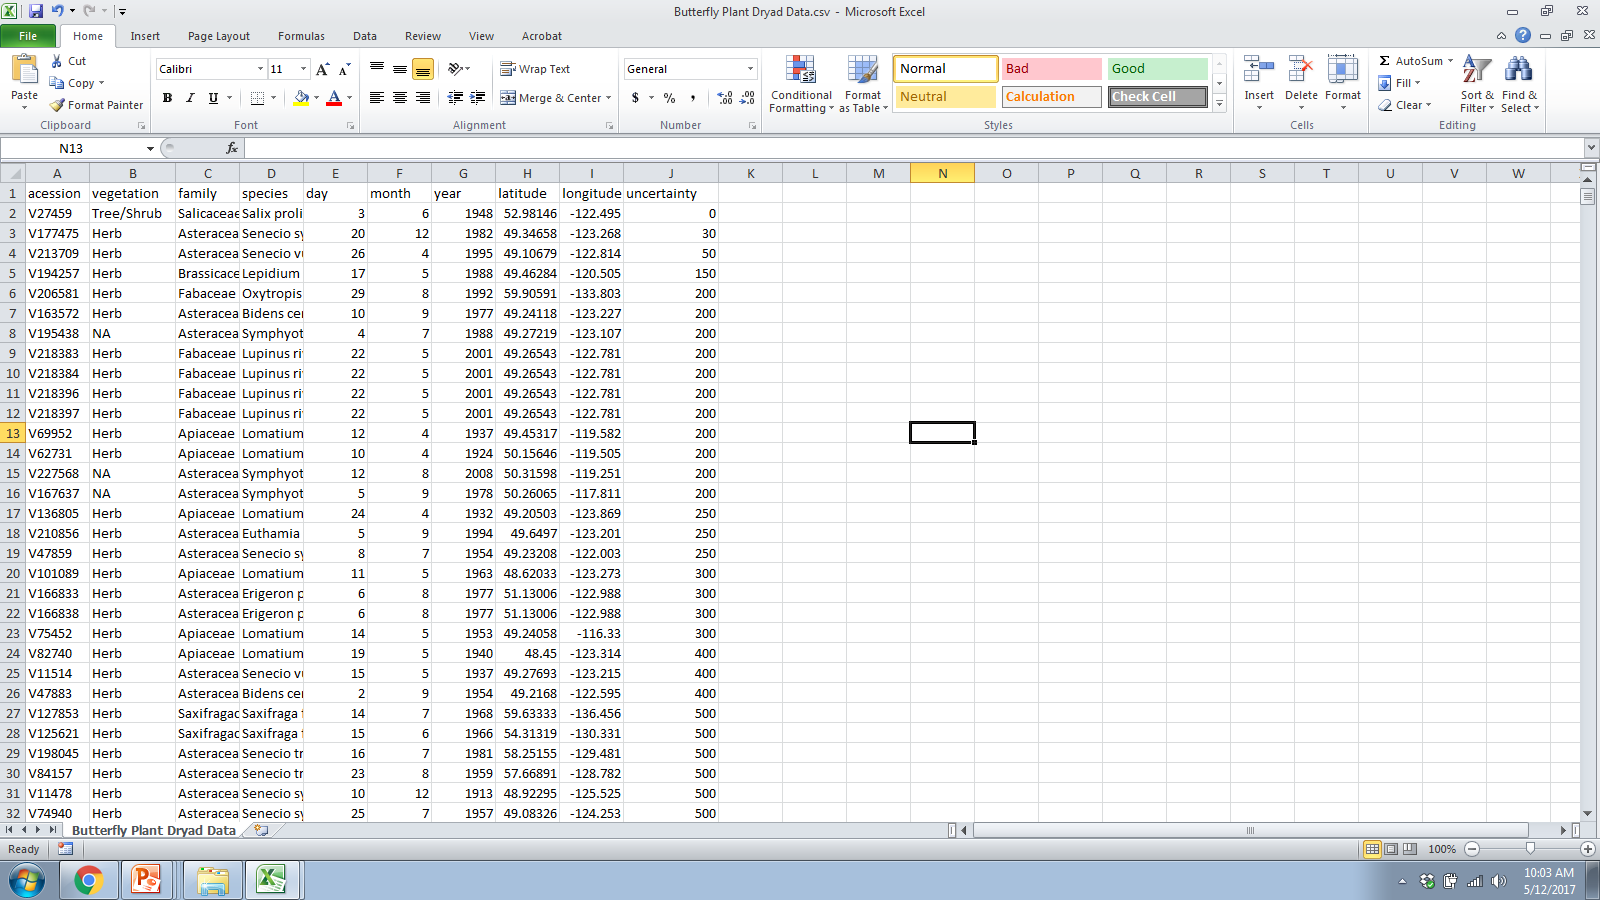 Butterfly Plant Dryad Data.csv - Microsoft Excel
File Home Insert Page Layout Formulas Data Review View Acrobat
Paste Cut Copy Format Painter Clipboard
Calibri 11 B I U Font
Wrap Text Merge & Center Alignment
General $ % , Number
Conditional Formatting Format as Table Normal Bad Good Neutral Calculation Check Cell Styles
Insert Delete Format Cells
Σ AutoSum Fill Clear Sort & Filter Find & Select Editing
N13 fx
A B C D E F G H I J K L M N O P Q R S T U V W
1 acession vegetation family species day month year latitude longitude uncertainty
2 V27459 Tree/Shrub Salicaceae Salix proli 3 6 1948 52.98146 -122.495 0
3 V177475 Herb Asteracea Senecio sy 20 12 1982 49.34658 -123.268 30
4 V213709 Herb Asteracea Senecio vu 26 4 1995 49.10679 -122.814 50
5 V194257 Herb Brassicace Lepidium 17 5 1988 49.46284 -120.505 150
6 V206581 Herb Fabaceae Oxytropis 29 8 1992 59.90591 -133.803 200
7 V163572 Herb Asteracea Bidens cer 10 9 1977 49.24118 -123.227 200
8 V195438 NA Asteracea Symphyot 4 7 1988 49.27219 -123.107 200
9 V218383 Herb Fabaceae Lupinus ri 22 5 2001 49.26543 -122.781 200
10 V218384 Herb Fabaceae Lupinus ri 22 5 2001 49.26543 -122.781 200
11 V218396 Herb Fabaceae Lupinus ri 22 5 2001 49.26543 -122.781 200
12 V218397 Herb Fabaceae Lupinus ri 22 5 2001 49.26543 -122.781 200
13 V69952 Herb Apiaceae Lomatium 12 4 1937 49.45317 -119.582 200
14 V62731 Herb Apiaceae Lomatium 10 4 1924 50.15646 -119.505 200
15 V227568 NA Asteracea Symphyot 12 8 2008 50.31598 -119.251 200
16 V167637 NA Asteracea Symphyot 5 9 1978 50.26065 -117.811 200
17 V136805 Herb Apiaceae Lomatium 24 4 1932 49.20503 -123.869 250
18 V210856 Herb Asteracea Euthamia 5 9 1994 49.6497 -123.201 250
19 V47859 Herb Asteracea Senecio sy 8 7 1954 49.23208 -122.003 250
20 V101089 Herb Apiaceae Lomatium 11 5 1963 48.62033 -123.273 300
21 V166833 Herb Asteracea Erigeron p 6 8 1977 51.13006 -122.988 300
22 V166838 Herb Asteracea Erigeron p 6 8 1977 51.13006 -122.988 300
23 V75452 Herb Apiaceae Lomatium 14 5 1953 49.24058 -116.33 300
24 V82740 Herb Apiaceae Lomatium 19 5 1940 48.45 -123.314 400
25 V11514 Herb Asteracea Senecio vu 15 5 1937 49.27693 -123.215 400
26 V47883 Herb Asteracea Bidens cer 2 9 1954 49.2168 -122.595 400
27 V127853 Herb Saxifragac Saxifraga 14 7 1968 59.63333 -136.456 500
28 V125621 Herb Saxifragac Saxifraga 15 6 1966 54.31319 -130.331 500
29 V198045 Herb Asteracea Senecio tr 16 7 1981 58.25155 -129.481 500
30 V84157 Herb Asteracea Senecio tr 23 8 1959 57.66891 -128.782 500
31 V11478 Herb Asteracea Senecio sy 10 12 1913 48.92295 -125.525 500
32 V74940 Herb Asteracea Senecio sy 25 7 1957 49.08326 -124.253 500
Butterfly Plant Dryad Data
Ready 100%
10:03 AM
5/12/2017